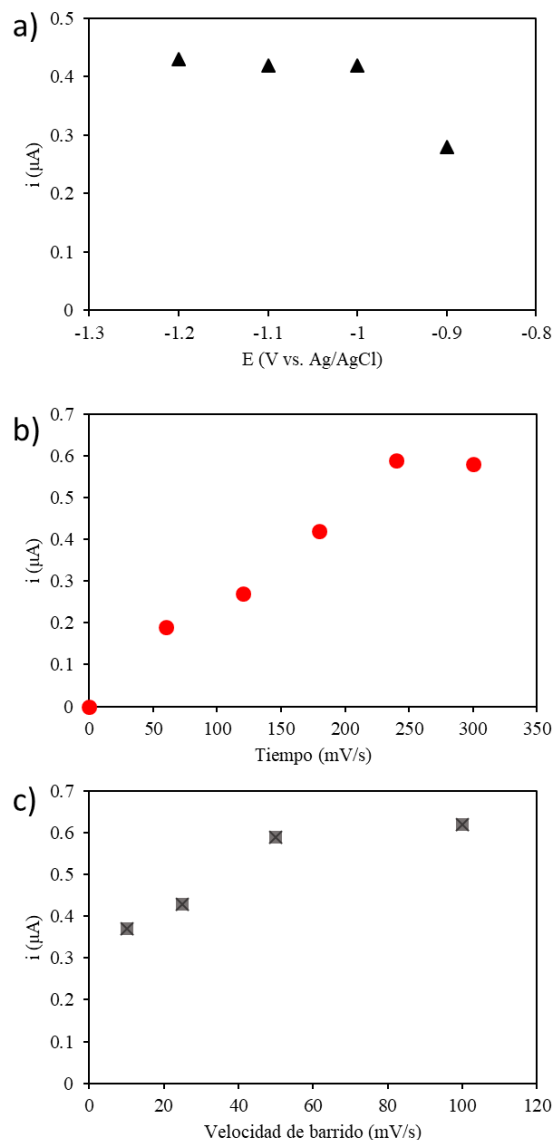 a)
0.5
0.4
0.3
0.2
0.1
0
i (μA)
-1.3 -1.2 -1.1 -1 -0.9 -0.8
E (V vs. Ag/AgCl)
b)
0.7
0.6
0.5
0.4
0.3
0.2
0.1
0
i (μA)
0 50 100 150 200 250 300 350
Tiempo (mV/s)
c)
0.7
0.6
0.5
0.4
0.3
0.2
0.1
0
i (μA)
0 20 40 60 80 100 120
Velocidad de barrido (mV/s)